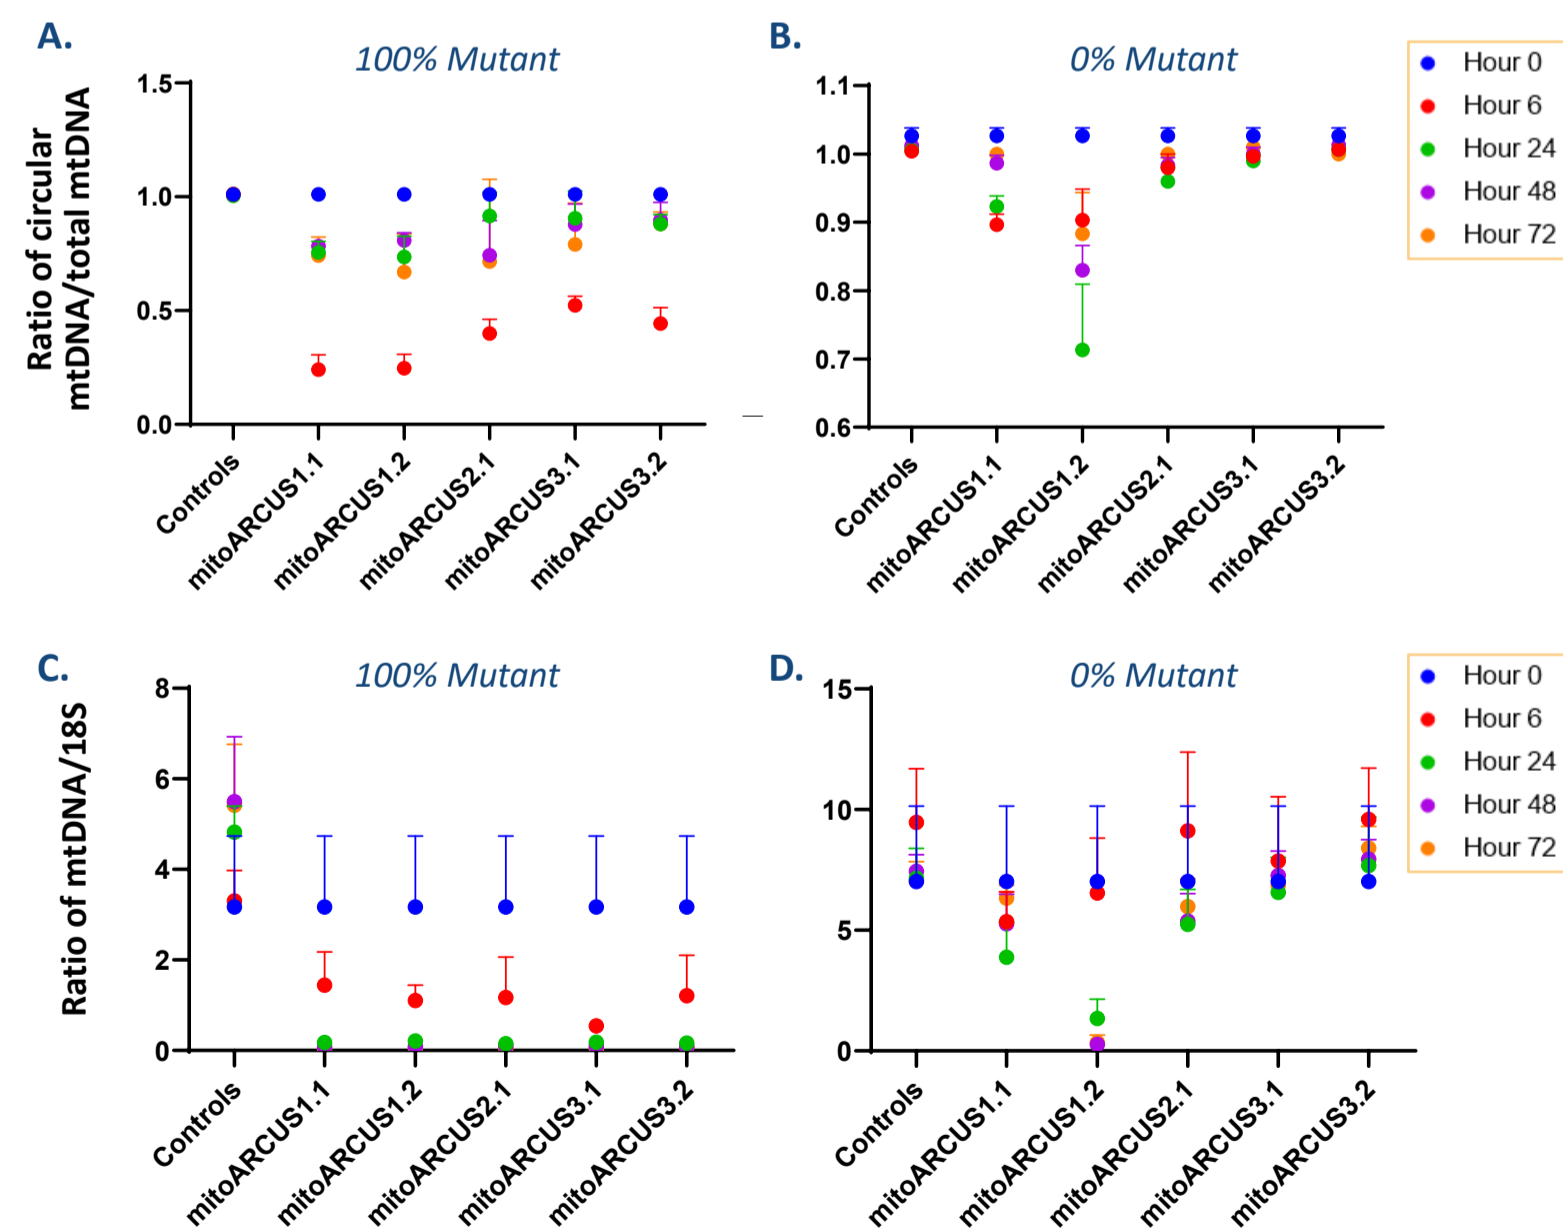 A.
100% Mutant
Ratio of circular
mtDNA/total mtDNA
1.5
1.0
0.5
0.0
Controls
mitoARCUS1.1
mitoARCUS1.2
mitoARCUS2.1
mitoARCUS3.1
mitoARCUS3.2
B.
0% Mutant
1.1
1.0
0.9
0.8
0.7
0.6
Controls
mitoARCUS1.1
mitoARCUS1.2
mitoARCUS2.1
mitoARCUS3.1
mitoARCUS3.2
Hour 0
Hour 6
Hour 24
Hour 48
Hour 72
C.
100% Mutant
Ratio of mtDNA/18S
8
6
4
2
0
Controls
mitoARCUS1.1
mitoARCUS1.2
mitoARCUS2.1
mitoARCUS3.1
mitoARCUS3.2
D.
0% Mutant
15
10
5
0
Controls
mitoARCUS1.1
mitoARCUS1.2
mitoARCUS2.1
mitoARCUS3.1
mitoARCUS3.2
Hour 0
Hour 6
Hour 24
Hour 48
Hour 72